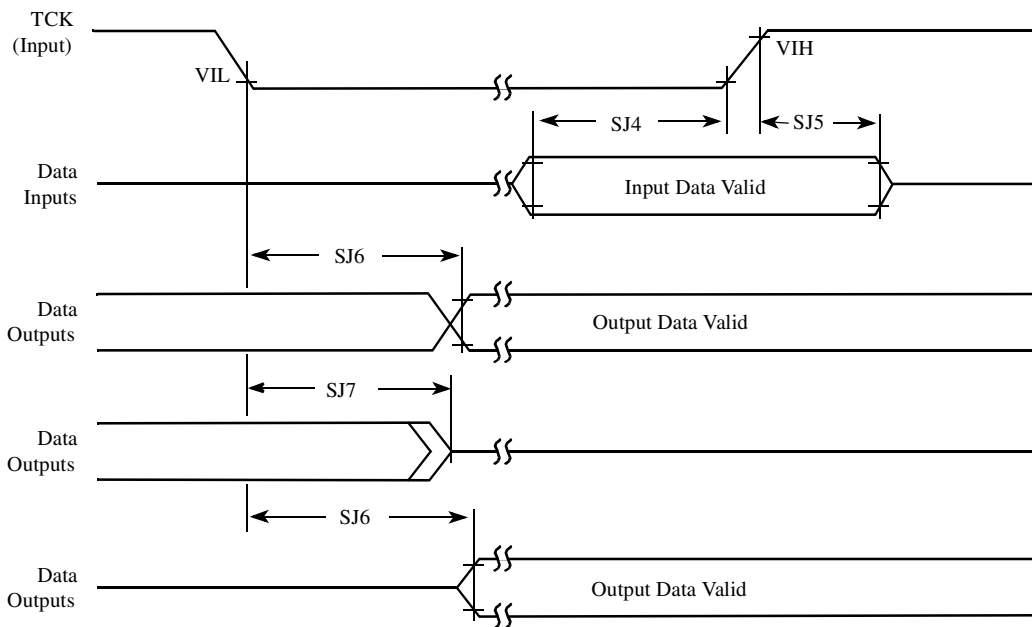 TCK
(Input)
VIL
VIH
SJ4
SJ5
Data
Inputs
Input Data Valid
SJ6
Data
Outputs
Output Data Valid
SJ7
Data
Outputs
SJ6
Data
Outputs
Output Data Valid